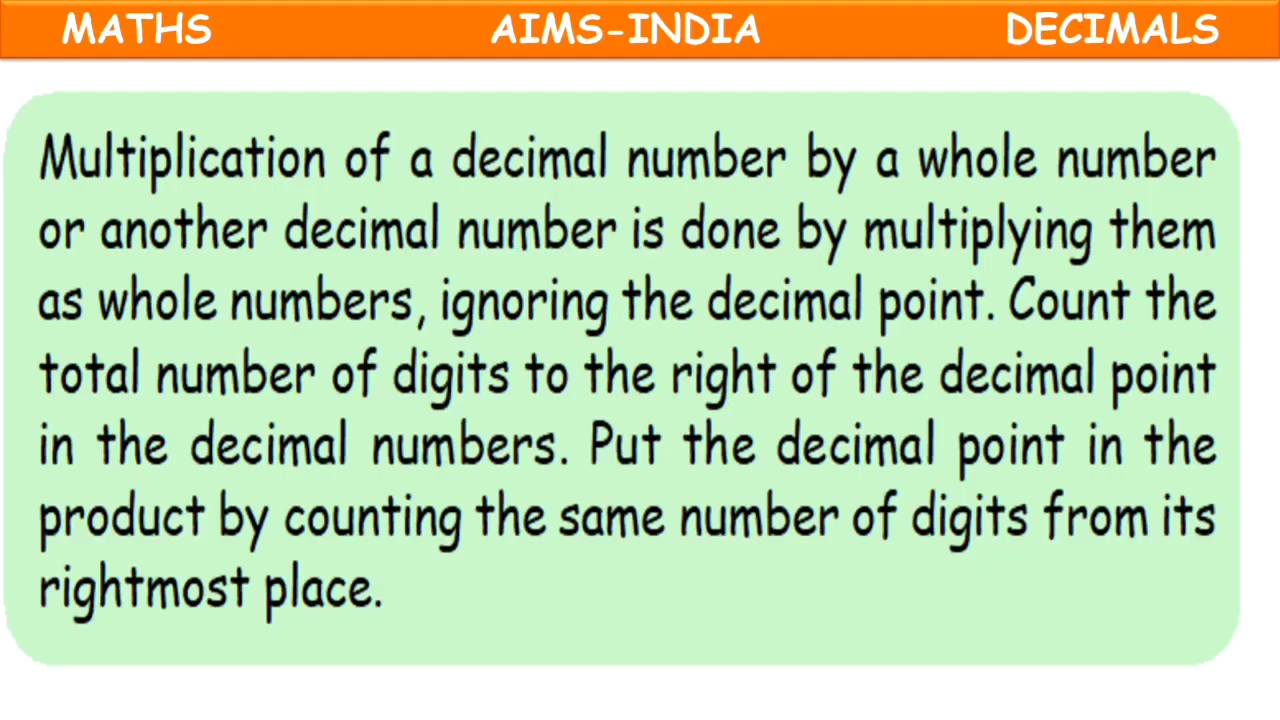 MATHS AIMS-INDIA DECIMALS
Multiplication of a decimal number by a whole number
or another decimal number is done by multiplying them
as whole numbers, ignoring the decimal point. Count the
total number of digits to the right of the decimal point
in the decimal numbers. Put the decimal point in the
product by counting the same number of digits from its
rightmost place.